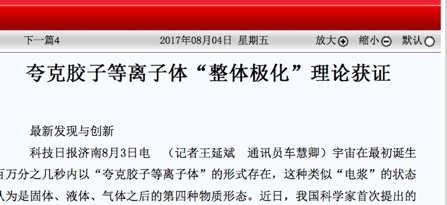 下一篇4 2017年08月04日 星期五 放大 缩小 默认
夸克胶子等离子体“整体极化”理论获证
最新发现与创新
科技日报济南8月3日电 （记者王延斌 通讯员车慧卿）宇宙在最初诞生
百万分之几秒内以“夸克胶子等离子体”的形式存在，这种类似“电浆”的状态
认为是固体、液体、气体之后的第四种物质形态。近日，我国科学家首次提出的